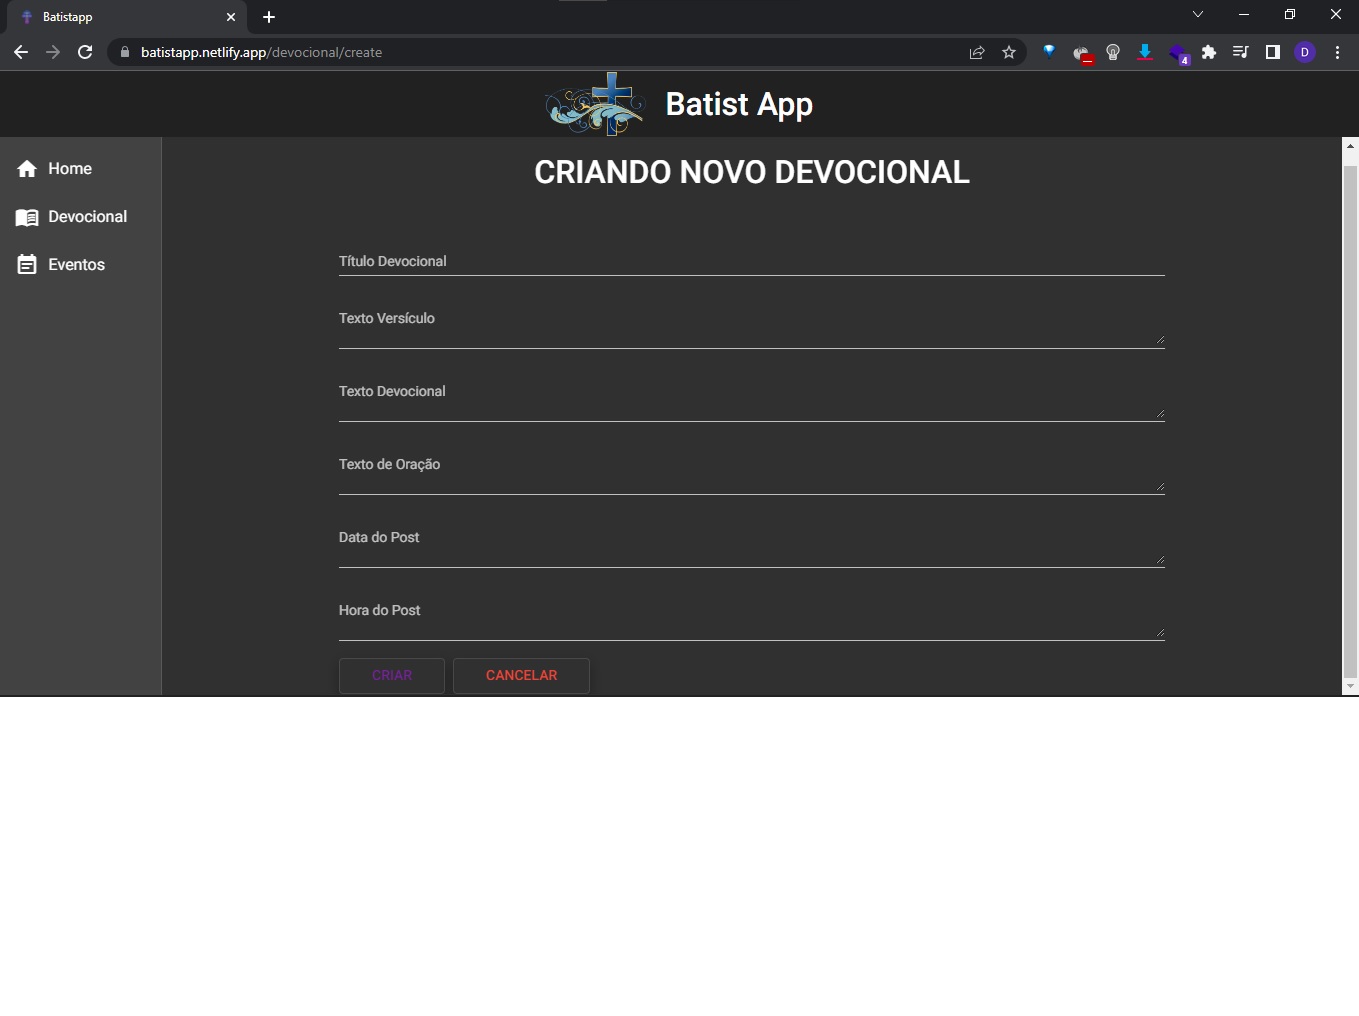 Batistapp
batistapp.netlify.app/devocional/create
D
4
Batist App
Home
Devocional
Eventos
CRIANDO NOVO DEVOCIONAL
Título Devocional
Texto Versículo
Texto Devocional
Texto de Oração
Data do Post
Hora do Post
CRIAR
CANCELAR